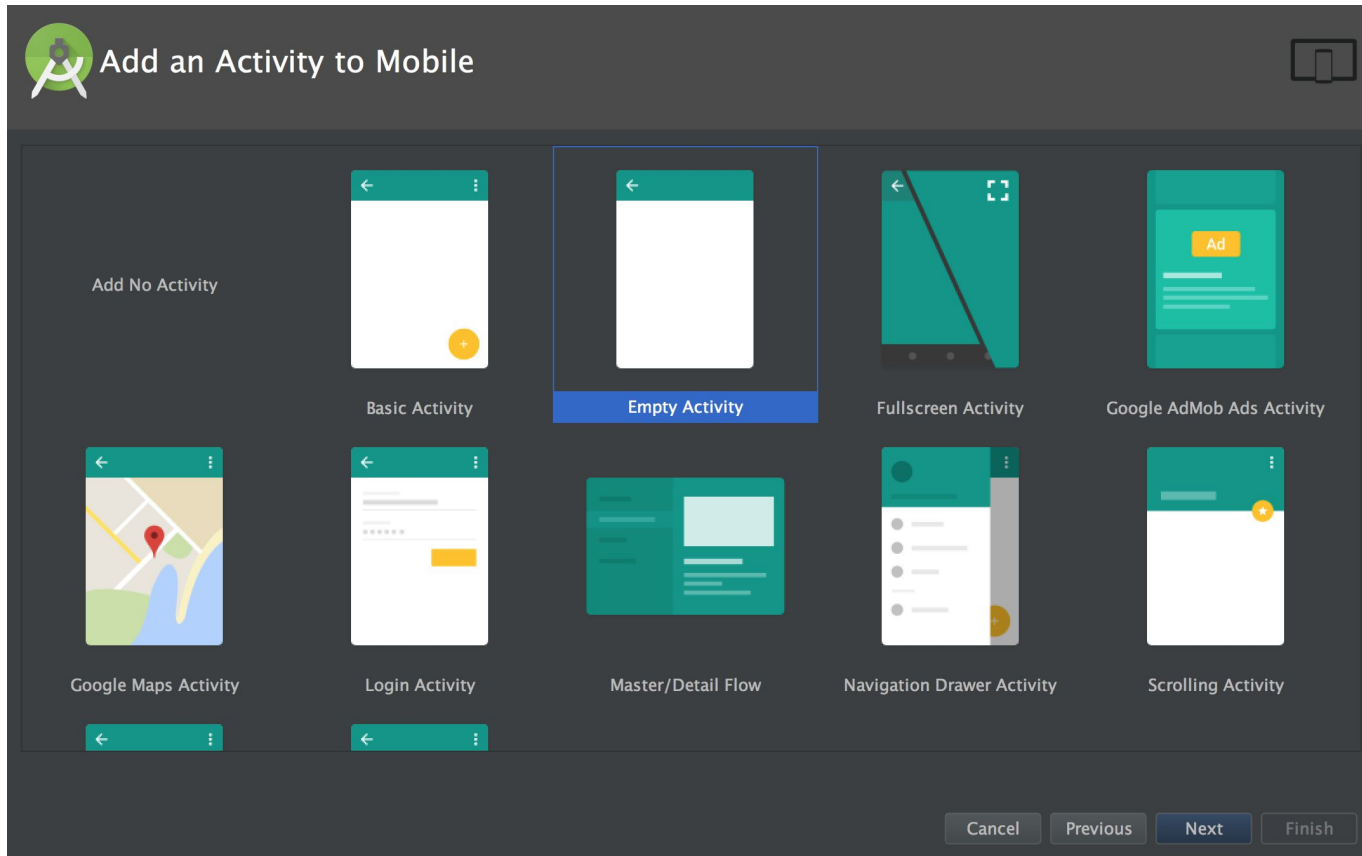 Add an Activity to Mobile
Ad
Add No Activity
Basic Activity
Empty Activity
Fullscreen Activity
Google AdMob Ads Activity
Google Maps Activity
Login Activity
Master/Detail Flow
Navigation Drawer Activity
Scrolling Activity
Cancel
Previous
Next
Finish